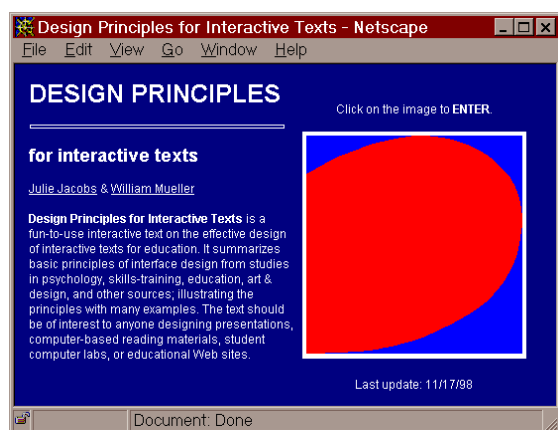 Design Principles for Interactive Texts - Netscape
File Edit View Go Window Help
DESIGN PRINCIPLES
for interactive texts
Julie Jacobs & William Mueller
Design Principles for Interactive Texts is a
fun-to-use interactive text on the effective design
of interactive texts for education. It summarizes
basic principles of interface design from studies
in psychology, skills-training, education, art &
design, and other sources; illustrating the
principles with many examples. The text should
be of interest to anyone designing presentations,
computer-based reading materials, student
computer labs, or educational Web sites.
Click on the image to ENTER.
Last update: 11/17/98
Document: Done